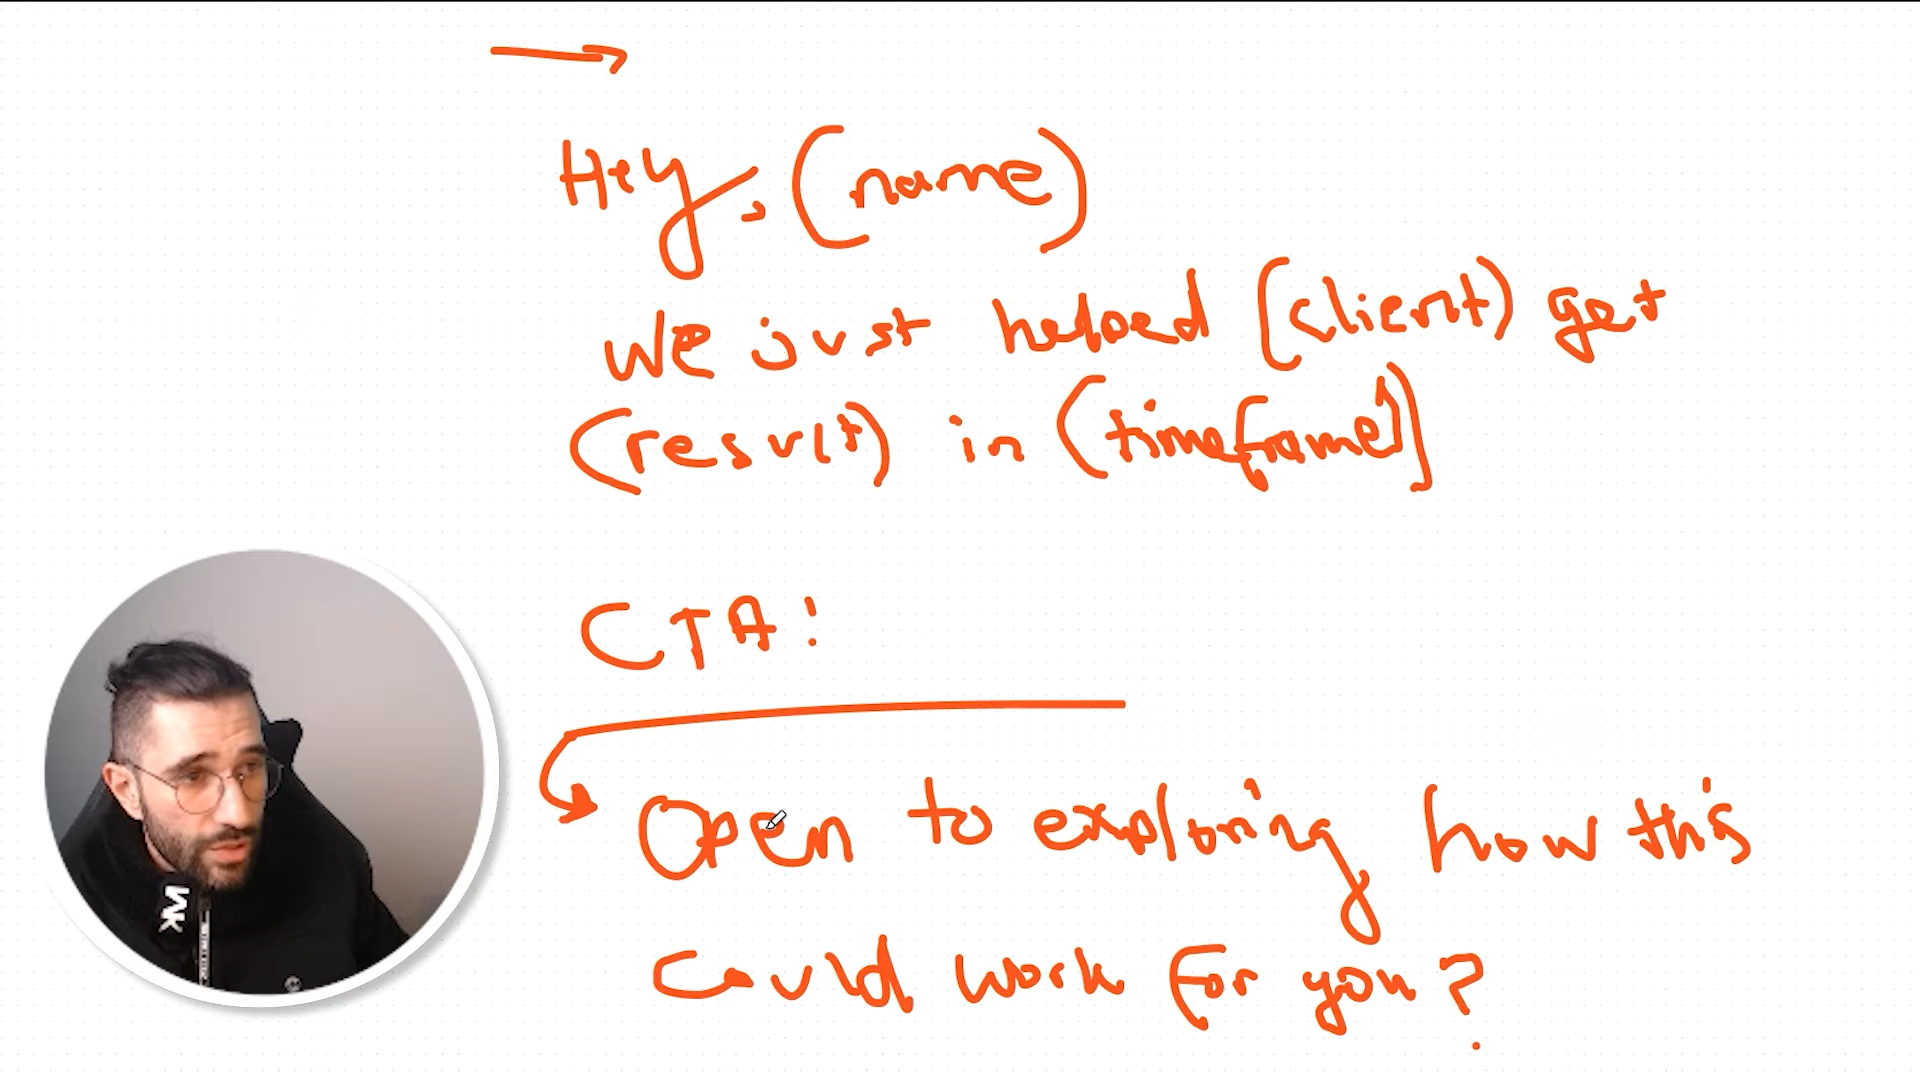 Hey, (name)
We just helped (client) get
(result) in (timeframe)]
CTA:
Open to exploring how this
could work for you?